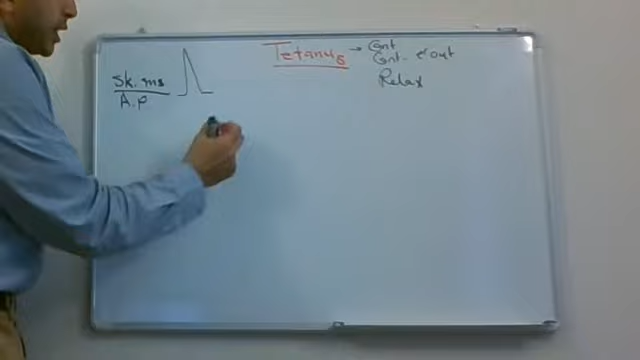 Tetanus → Cont
Cont. c̄out
Relax
Sk. ms
A.P